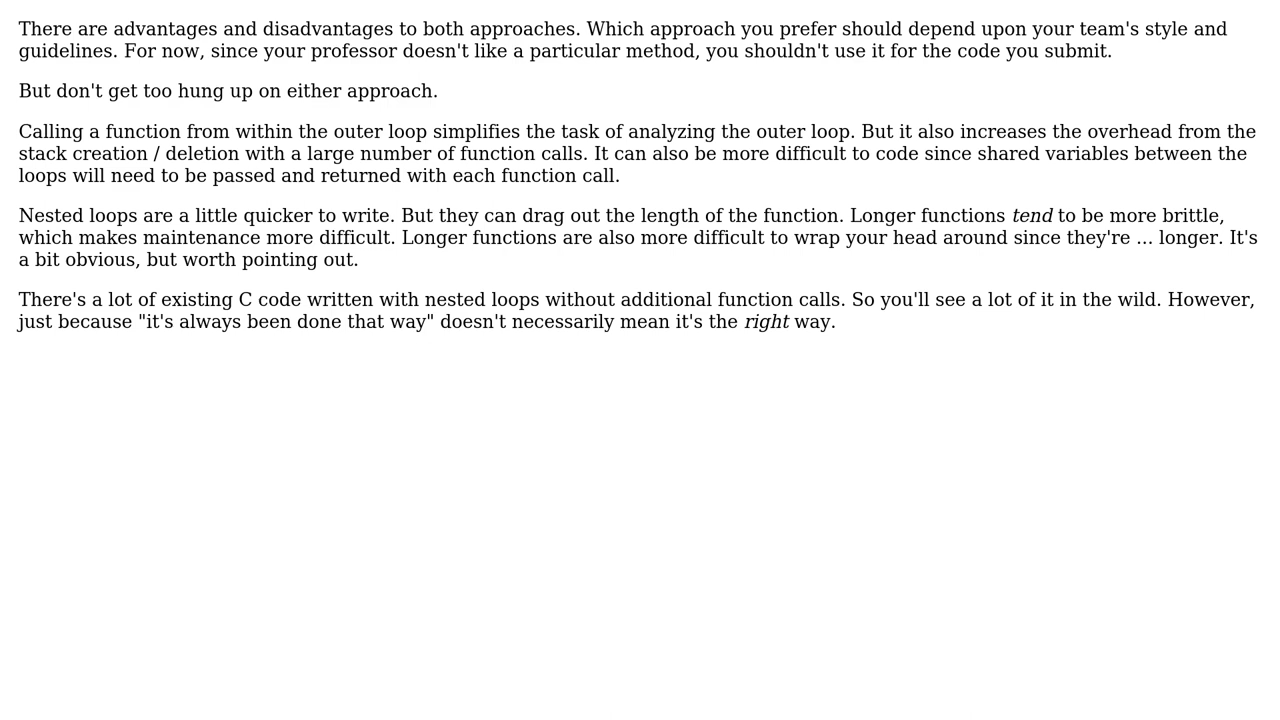 There are advantages and disadvantages to both approaches. Which approach you prefer should depend upon your team's style and
guidelines. For now, since your professor doesn't like a particular method, you shouldn't use it for the code you submit.
But don't get too hung up on either approach.
Calling a function from within the outer loop simplifies the task of analyzing the outer loop. But it also increases the overhead from the
stack creation / deletion with a large number of function calls. It can also be more difficult to code since shared variables between the
loops will need to be passed and returned with each function call.
Nested loops are a little quicker to write. But they can drag out the length of the function. Longer functions tend to be more brittle,
which makes maintenance more difficult. Longer functions are also more difficult to wrap your head around since they're ... longer. It's
a bit obvious, but worth pointing out.
There's a lot of existing C code written with nested loops without additional function calls. So you'll see a lot of it in the wild. However,
just because "it's always been done that way" doesn't necessarily mean it's the right way.